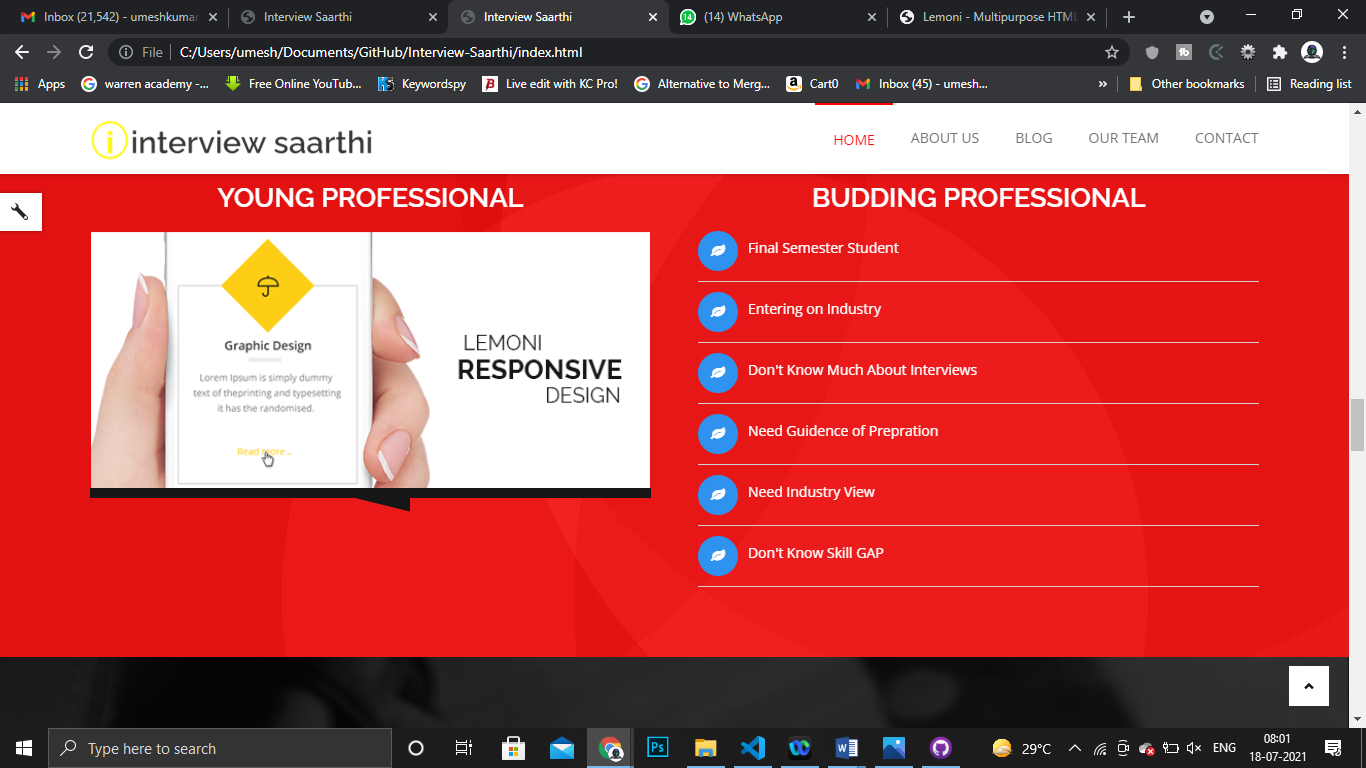 Inbox (21,542) - umeshkumar
Interview Saarthi
Interview Saarthi
(14) WhatsApp
Lemoni - Multipurpose HTML
File
C:/Users/umesh/Documents/GitHub/Interview-Saarthi/index.html
Apps
warren academy -...
Free Online YouTub...
Keywordspy
Live edit with KC Pro!
Alternative to Merg...
Cart0
Inbox (45) - umesh...
»
Other bookmarks
Reading list
i interview saarthi
HOME
ABOUT US
BLOG
OUR TEAM
CONTACT
YOUNG PROFESSIONAL
Graphic Design
Lorem Ipsum is simply dummy
text of theprinting and typesetting
it has the randomised.
Read more ..
LEMONI
RESPONSIVE
DESIGN
BUDDING PROFESSIONAL
Final Semester Student
Entering on Industry
Don't Know Much About Interviews
Need Guidence of Prepration
Need Industry View
Don't Know Skill GAP
Type here to search
Ps
29°C
ENG
08:01
18-07-2021